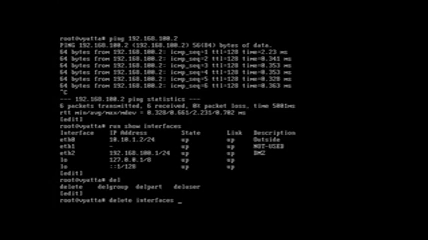 root@vyatta# ping 192.168.100.2
PING 192.168.100.2 (192.168.100.2) 56(84) bytes of data.
64 bytes from 192.168.100.2: icmp_seq=1 ttl=128 time=2.23 ms
64 bytes from 192.168.100.2: icmp_seq=2 ttl=128 time=0.341 ms
64 bytes from 192.168.100.2: icmp_seq=3 ttl=128 time=0.353 ms
64 bytes from 192.168.100.2: icmp_seq=4 ttl=128 time=0.353 ms
64 bytes from 192.168.100.2: icmp_seq=5 ttl=128 time=0.328 ms
64 bytes from 192.168.100.2: icmp_seq=6 ttl=128 time=0.363 ms
^C
--- 192.168.100.2 ping statistics ---
6 packets transmitted, 6 received, 0% packet loss, time 5001ms
rtt min/avg/max/mdev = 0.328/0.661/2.231/0.702 ms
[edit]
root@vyatta# run show interfaces
Interface IP Address State Link Description
eth0 10.10.1.2/24 up up Outside
eth1 - up up NOT-USED
eth2 192.168.100.1/24 up up DMZ
lo 127.0.0.1/8 up up
lo ::1/128 up up
[edit]
root@vyatta# del
delete delgroup delpart deluser
[edit]
root@vyatta# delete interfaces _